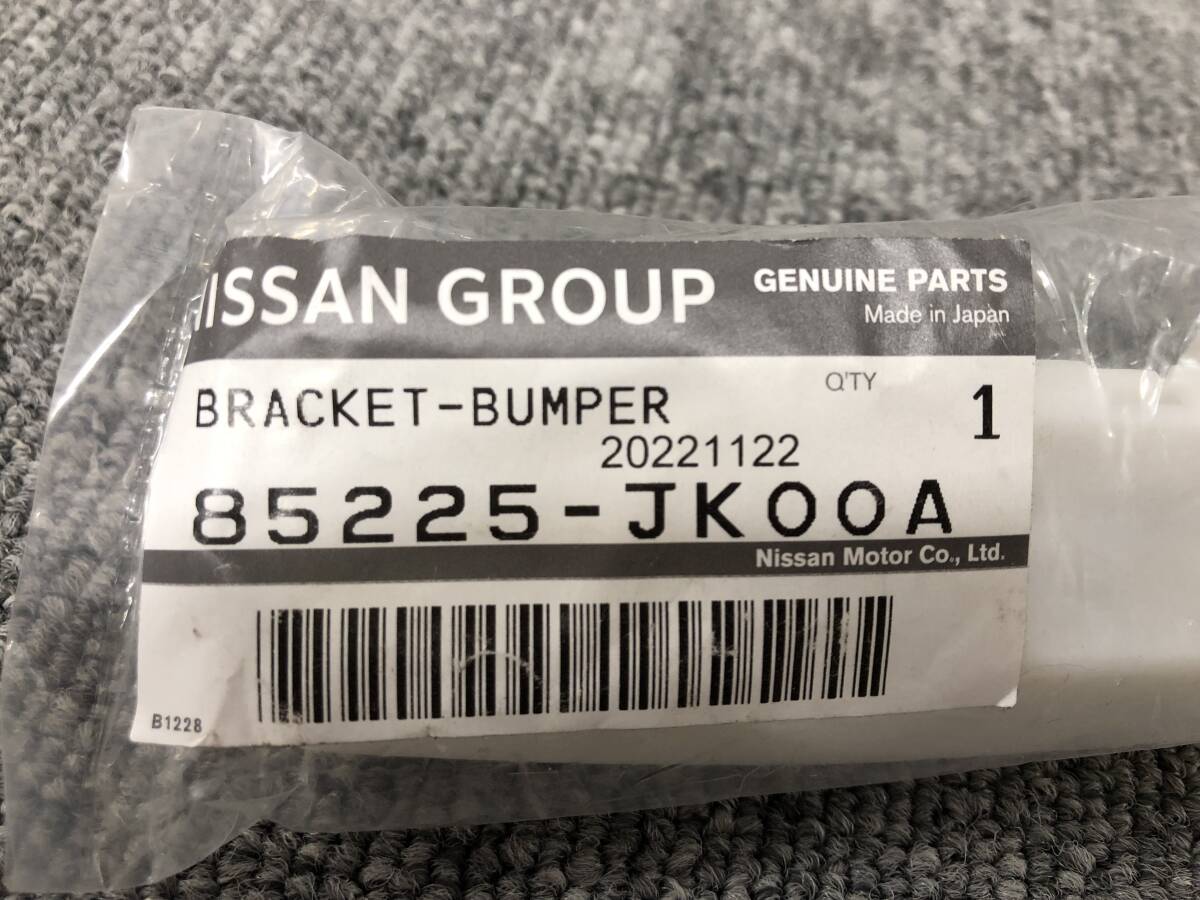 NISSAN GROUP
GENUINE PARTS
Made in Japan
BRACKET-BUMPER
Q'TY 1
20221122
85225-JK00A
Nissan Motor Co., Ltd.
B1228